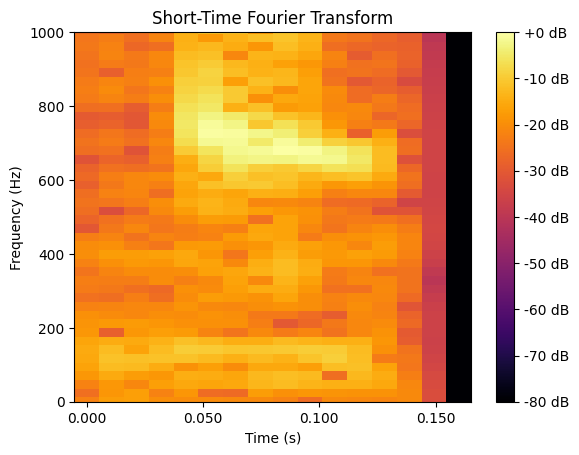 Short-Time Fourier Transform
1000
800
600
400
200
0
Frequency (Hz)
0.000
0.050
0.100
0.150
Time (s)
+0 dB
-10 dB
-20 dB
-30 dB
-40 dB
-50 dB
-60 dB
-70 dB
-80 dB